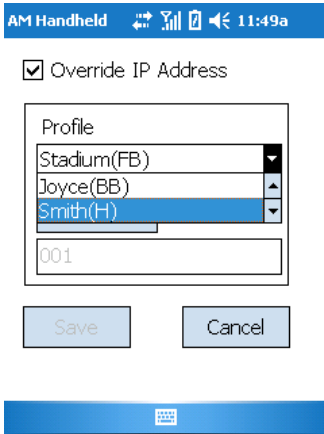 AM Handheld 11:49a
Override IP Address
Profile
Stadium(FB)
Joyce(BB)
Smith(H)
001
Save Cancel